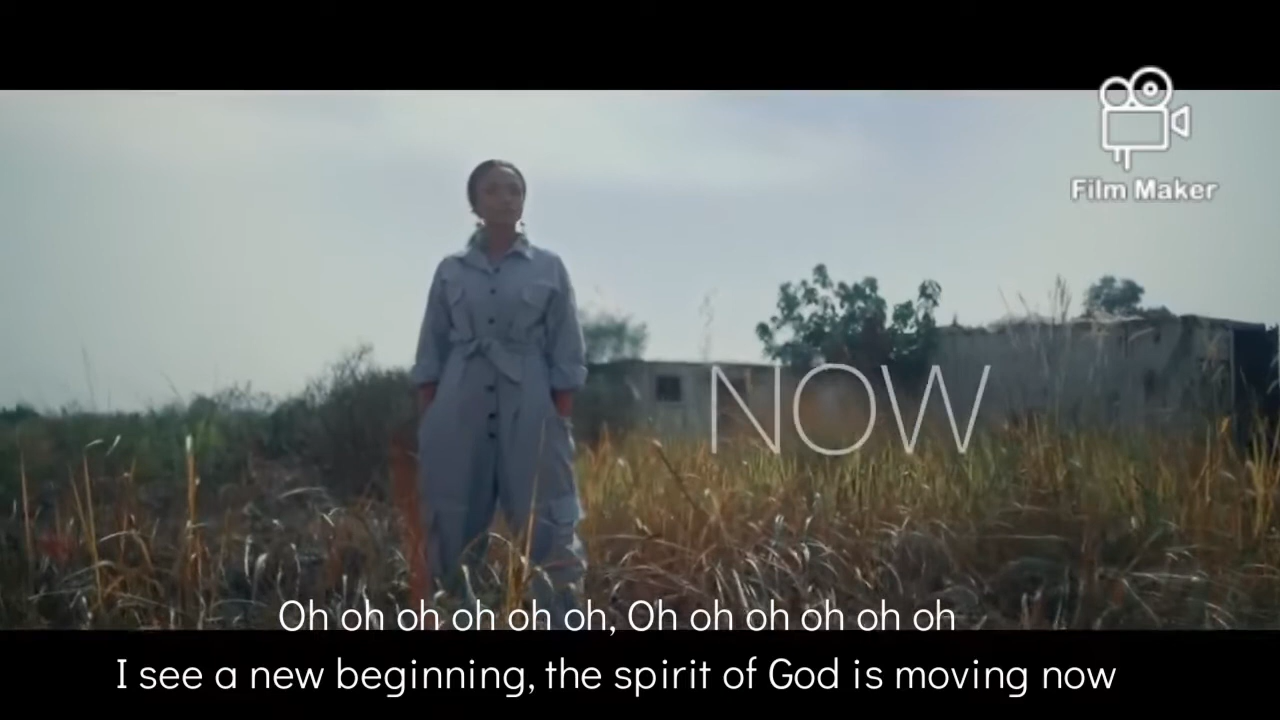 Film Maker
NOW
Oh oh oh oh oh oh, Oh oh oh oh oh oh
I see a new beginning, the spirit of God is moving now